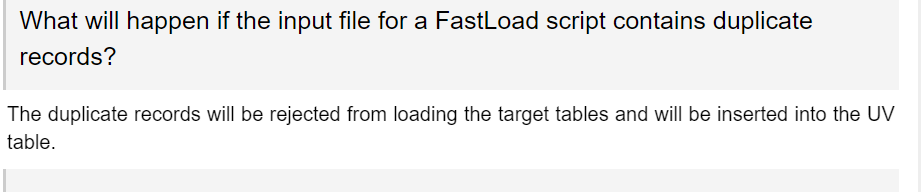 What will happen if the input file for a FastLoad script contains duplicate
records?
The duplicate records will be rejected from loading the target tables and will be inserted into the UV
table.